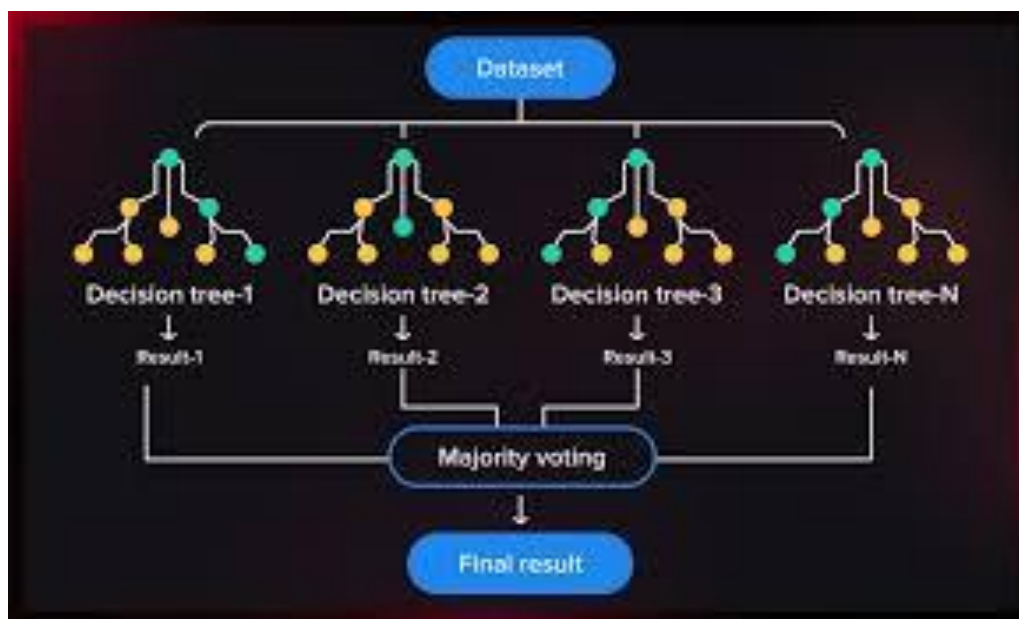 Dataset
Decision tree-1
Decision tree-2
Decision tree-3
Decision tree-N
Result-1
Result-2
Result-3
Result-N
Majority voting
Final result